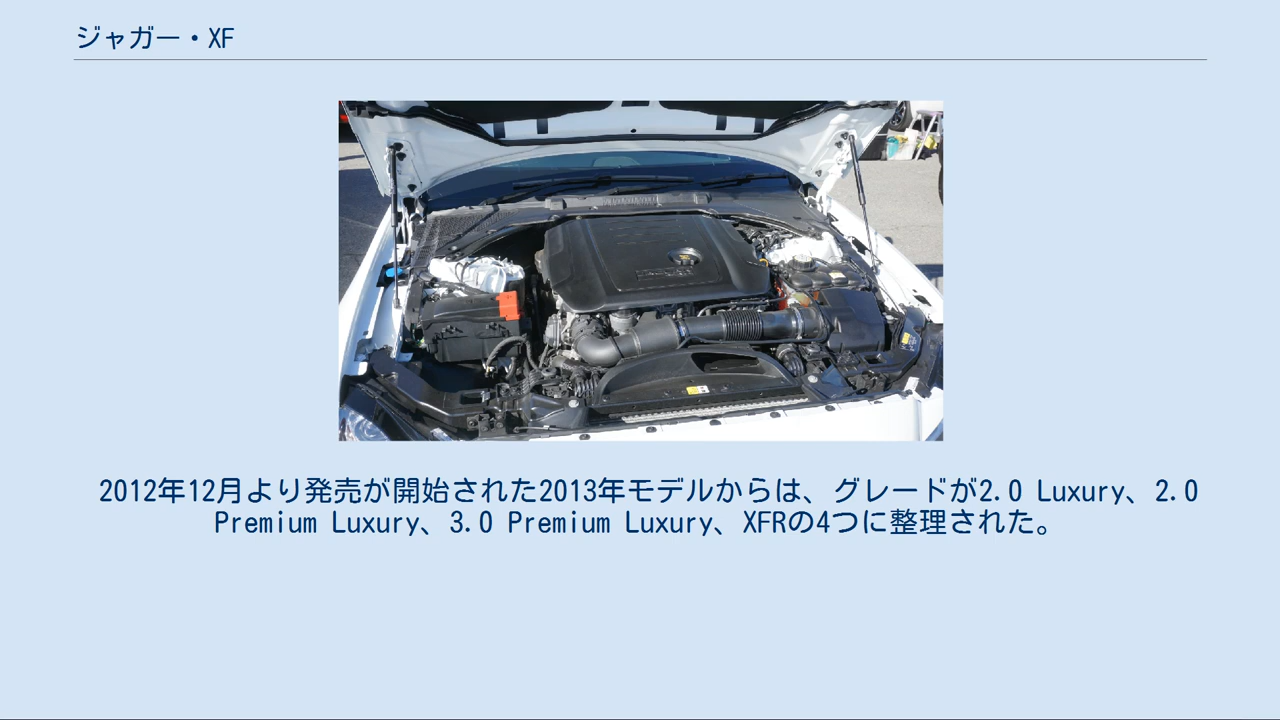 ジャガー・XF
2012年12月より発売が開始された2013年モデルからは、グレードが2.0 Luxury、2.0
Premium Luxury、3.0 Premium Luxury、XFRの4つに整理された。